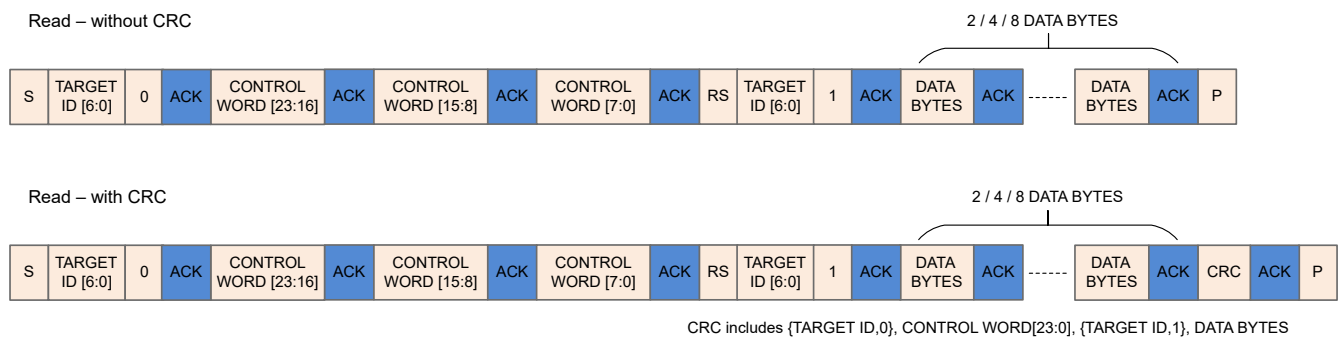 Read – without CRC
2 / 4 / 8 DATA BYTES
S TARGET ID [6:0] 0 ACK CONTROL WORD [23:16] ACK CONTROL WORD [15:8] ACK CONTROL WORD [7:0] ACK RS TARGET ID [6:0] 1 ACK DATA BYTES ACK ------ DATA BYTES ACK P
Read – with CRC
2 / 4 / 8 DATA BYTES
S TARGET ID [6:0] 0 ACK CONTROL WORD [23:16] ACK CONTROL WORD [15:8] ACK CONTROL WORD [7:0] ACK RS TARGET ID [6:0] 1 ACK DATA BYTES ACK ------ DATA BYTES ACK CRC ACK P
CRC includes {TARGET ID,0}, CONTROL WORD[23:0], {TARGET ID,1}, DATA BYTES